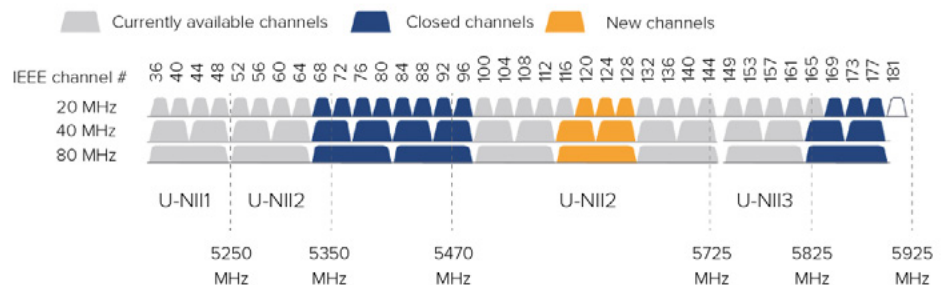 Currently available channels Closed channels New channels
IEEE channel # 36 40 44 48 52 56 60 64 68 72 76 80 84 88 92 96 100 104 108 112 116 120 124 128 132 136 140 144 149 153 157 161 165 169 173 177 181
20 MHz
40 MHz
80 MHz
U-NII1 U-NII2 U-NII2 U-NII3
5250 5350 5470 5725 5825 5925
MHz MHz MHz MHz MHz MHz